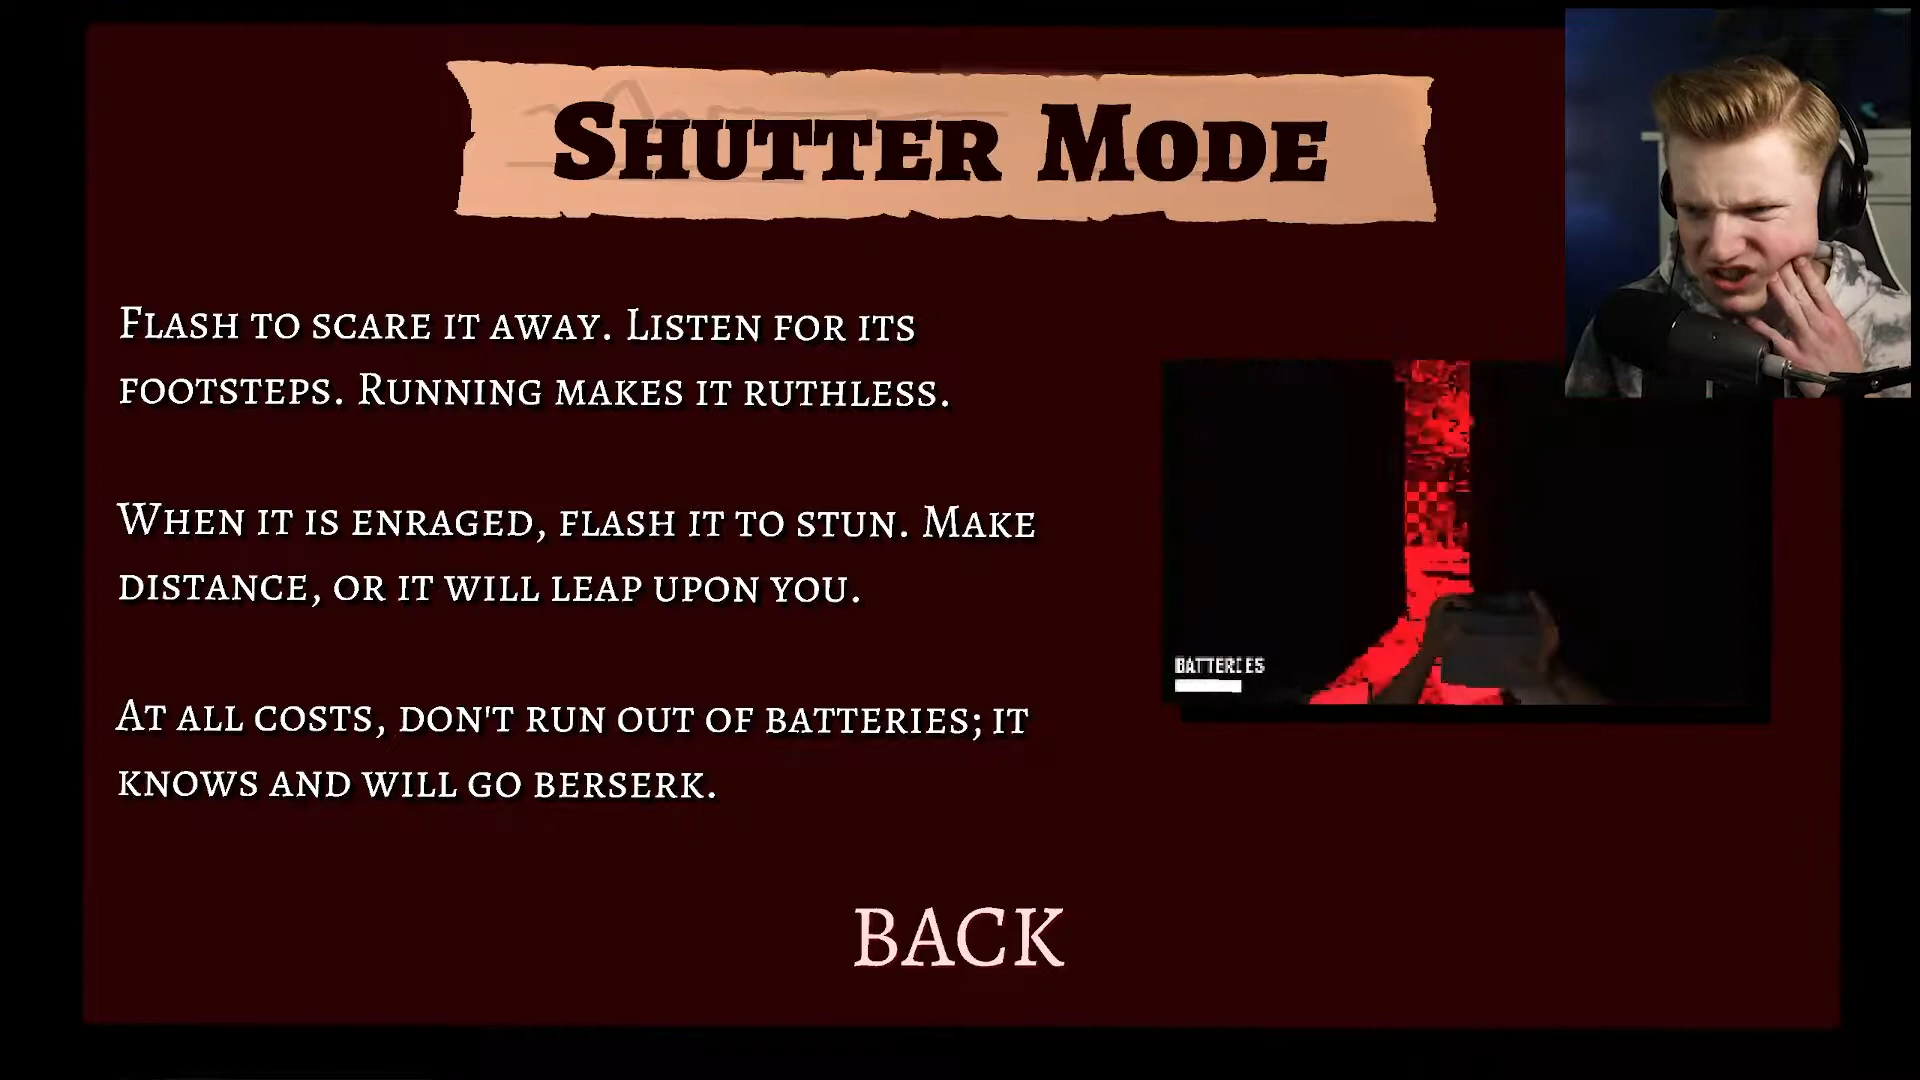 Shutter Mode
Flash to scare it away. Listen for its
footsteps. Running makes it ruthless.
When it is enraged, flash it to stun. Make
distance, or it will leap upon you.
At all costs, don't run out of batteries; it
knows and will go berserk.
BATTERIES
BACK